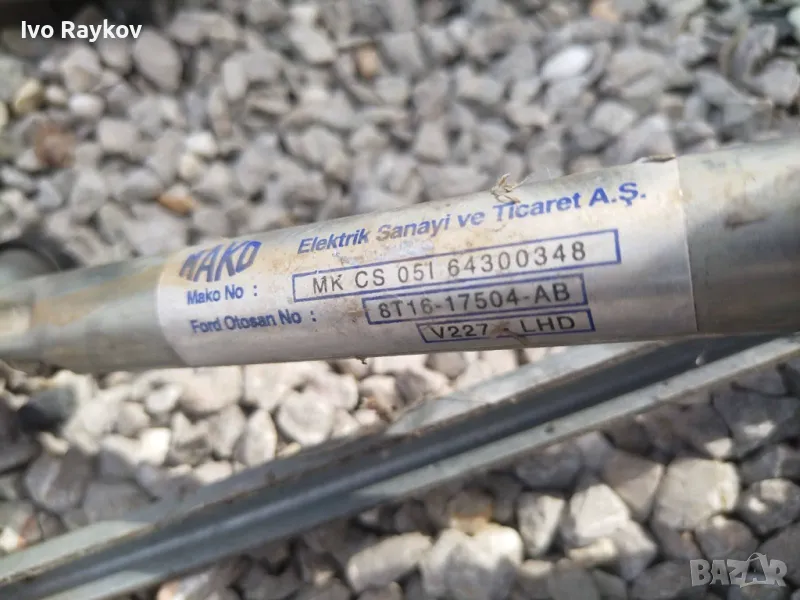 Ivo Raykov
MAKO Elektrik Sanayi ve Ticaret A.Ş.
Mako No : MK CS 051 64300348
Ford Otosan No : 8T16-17504-AB
V227 - LHD
BAZAR